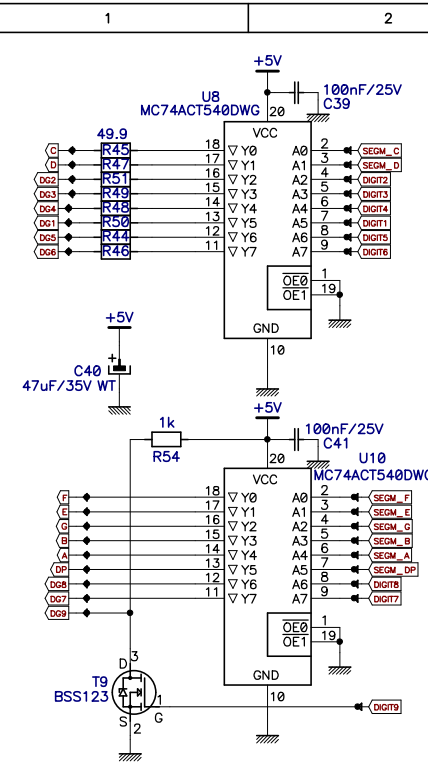 1 2
+5V
U8
MC74ACT540DWG
100nF/25V
C39
20
VCC
49.9
C R45 18 Y0 A0 2 SEGM_C
D R47 17 Y1 A1 3 SEGM_D
DG2 R51 16 Y2 A2 4 DIGIT2
DG3 R49 15 Y3 A3 5 DIGIT3
DG4 R48 14 Y4 A4 6 DIGIT4
DG1 R50 13 Y5 A5 7 DIGIT1
DG5 R44 12 Y6 A6 8 DIGIT5
DG6 R46 11 Y7 A7 9 DIGIT6
OE0 1
OE1 19
+5V
GND
10
+
C40
47uF/35V WT
+5V
1k
R54
100nF/25V
C41
20
U10
VCC
MC74ACT540DWG
F 18 Y0 A0 2 SEGM_F
E 17 Y1 A1 3 SEGM_E
G 16 Y2 A2 4 SEGM_G
B 15 Y3 A3 5 SEGM_B
A 14 Y4 A4 6 SEGM_A
DP 13 Y5 A5 7 SEGM_DP
DG8 12 Y6 A6 8 DIGIT8
DG7 11 Y7 A7 9 DIGIT7
DG9
OE0 1
OE1 19
D 3
GND
T9
BSS123
10
S 2 G 1 DIGIT9